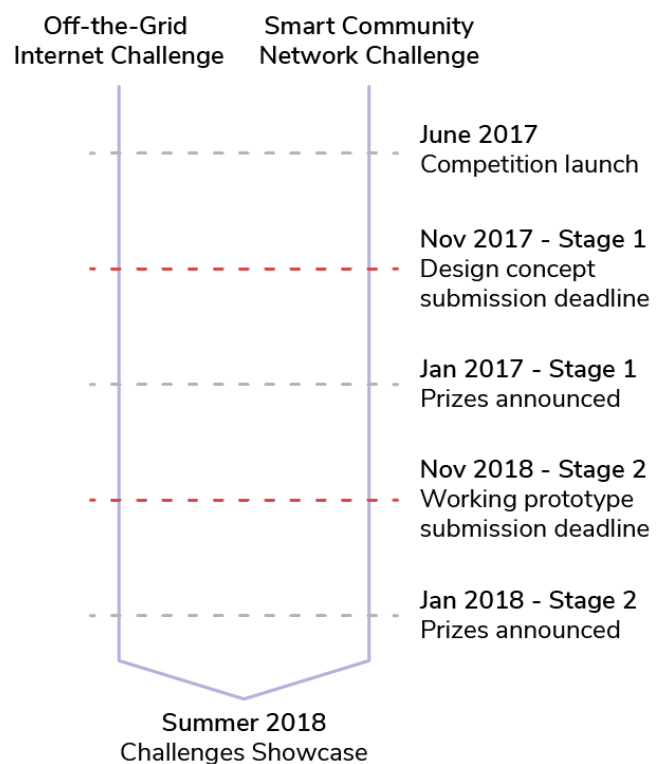 Off-the-Grid
Internet Challenge
Smart Community
Network Challenge
June 2017
Competition launch
Nov 2017 - Stage 1
Design concept
submission deadline
Jan 2017 - Stage 1
Prizes announced
Nov 2018 - Stage 2
Working prototype
submission deadline
Jan 2018 - Stage 2
Prizes announced
Summer 2018
Challenges Showcase